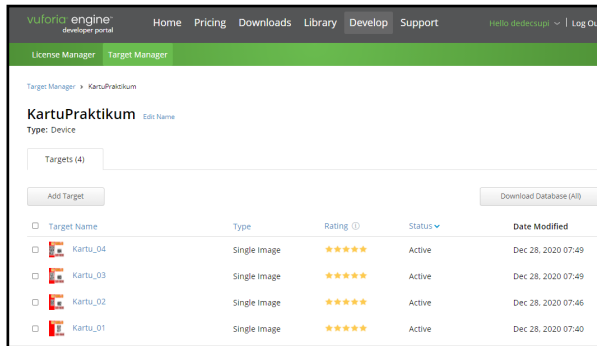 vuforia engine™ Home Pricing Downloads Library Develop Support Hello dedecsupi | Log Ou
developer portal
License Manager Target Manager
Target Manager > KartuPraktikum
KartuPraktikum Edit Name
Type: Device
Targets (4)
Add Target Download Database (All)
Target Name Type Rating Status Date Modified
Kartu_04 Single Image Active Dec 28, 2020 07:49
Kartu_03 Single Image Active Dec 28, 2020 07:49
Kartu_02 Single Image Active Dec 28, 2020 07:46
Kartu_01 Single Image Active Dec 28, 2020 07:40